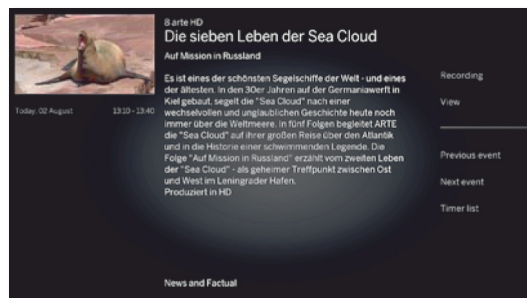 8 arte HD
Die sieben Leben der Sea Cloud
Auf Mission in Russland
Es ist eines der schönsten Segelschiffe der Welt - und eines
der ältesten. In den 30er Jahren auf der Germaniawerft in
Kiel gebaut, segelt die "Sea Cloud" nach einer
wechselvollen und unglaublichen Geschichte heute noch
immer über die Weltmeere. In fünf Folgen begleitet ARTE
die "Sea Cloud" auf ihrer großen Reise über den Atlantik
und in die Historie einer schwimmenden Legende. Die
Folge "Auf Mission in Russland" erzählt vom zweiten Leben
der "Sea Cloud" - als geheimer Treffpunkt zwischen Ost
und West im Leningrader Hafen.
Produziert in HD
Today, 02 August
13:10 - 13:40
Recording
View
Previous event
Next event
Timer list
News and Factual